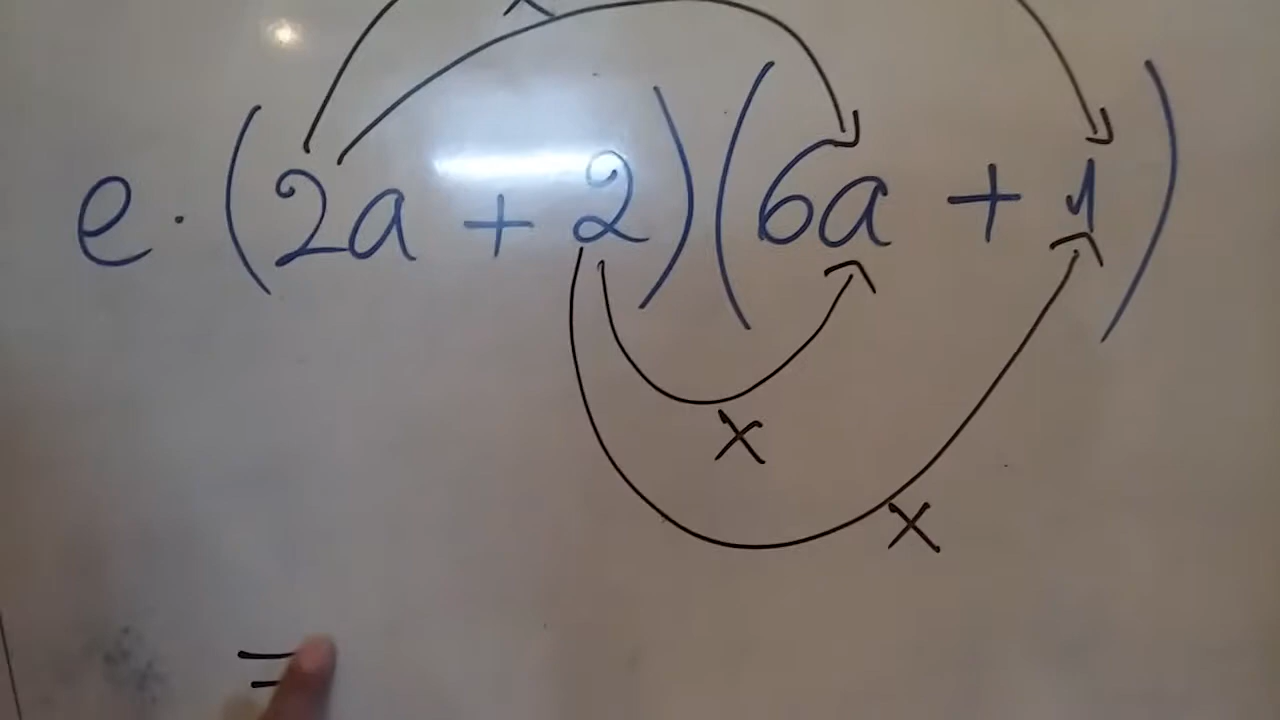 x
e. (2a + 2)(6a + 1)
x
x
=